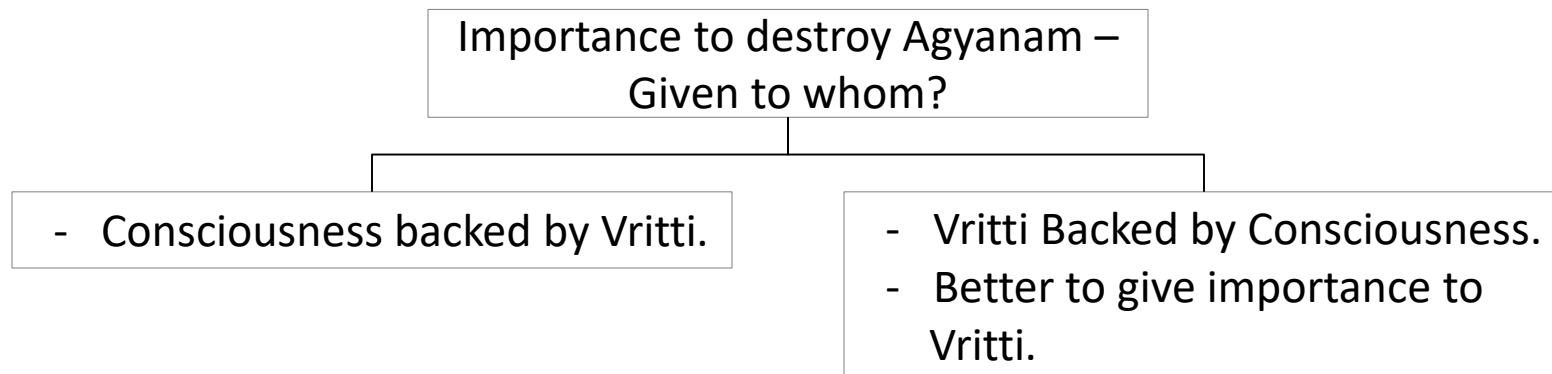 Importance to destroy Agyanam –
Given to whom?
- Consciousness backed by Vritti.
- Vritti Backed by Consciousness.
- Better to give importance to
Vritti.